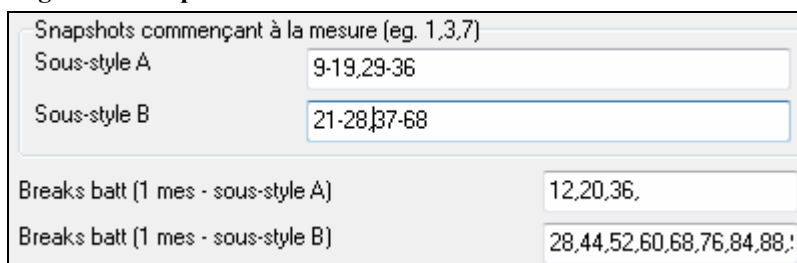 Snapshots commençant à la mesure (eg. 1,3,7)
Sous-style A 9-19,29-36
Sous-style B 21-28,37-68
Breaks batt (1 mes - sous-style A) 12,20,36,
Breaks batt (1 mes - sous-style B) 28,44,52,60,68,76,84,88,